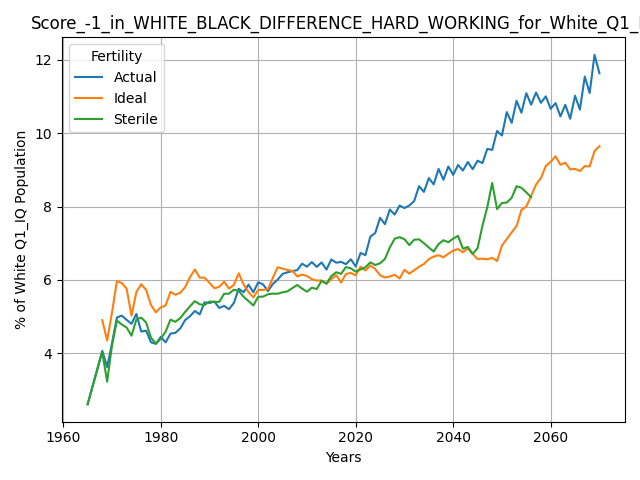 Score_-1_in_WHITE_BLACK_DIFFERENCE_HARD_WORKING_for_White_Q1_
Fertility
Actual
Ideal
Sterile
% of White Q1_IQ Population
12
10
8
6
4
1960 1980 2000 2020 2040 2060
Years